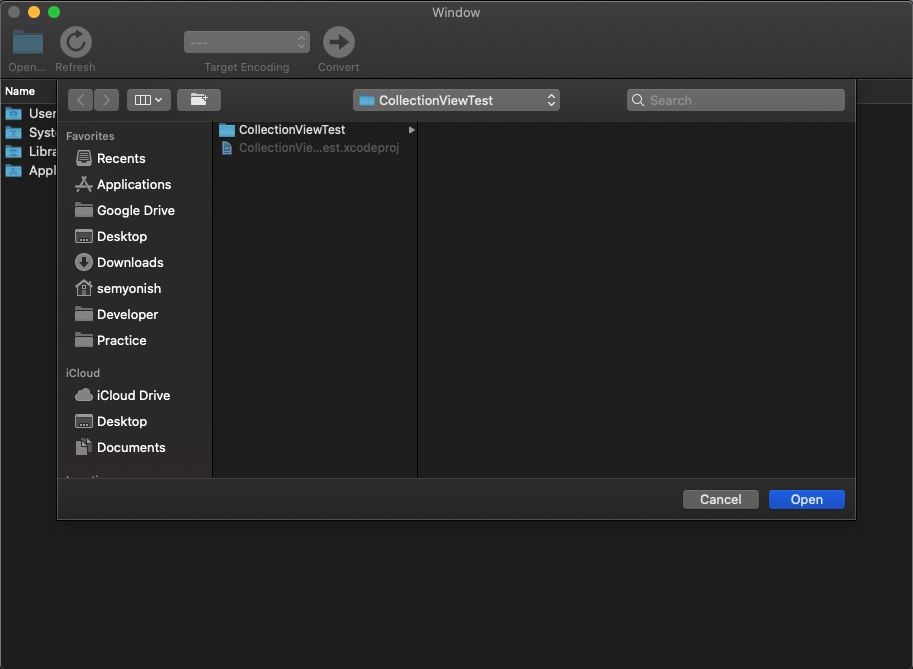 Window
---
Open... Refresh Target Encoding Convert
Name
CollectionViewTest
Search
User
Syst
Libra
Appl
Favorites
Recents
Applications
Google Drive
Desktop
Downloads
semyonish
Developer
Practice
iCloud
iCloud Drive
Desktop
Documents
CollectionViewTest
CollectionVie...est.xcodeproj
Cancel Open